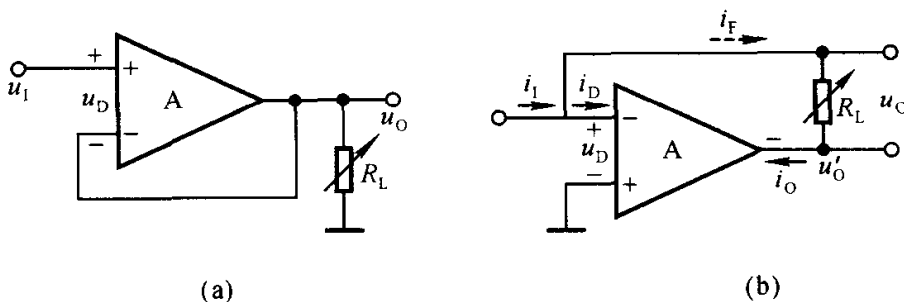 u_I
+
+
u_D
A
−
−
u_O
R_L
(a)
i_F
i_I
i_D
+
u_D
−
−
A
+
−
i_O
u'_O
R_L
u_O
(b)